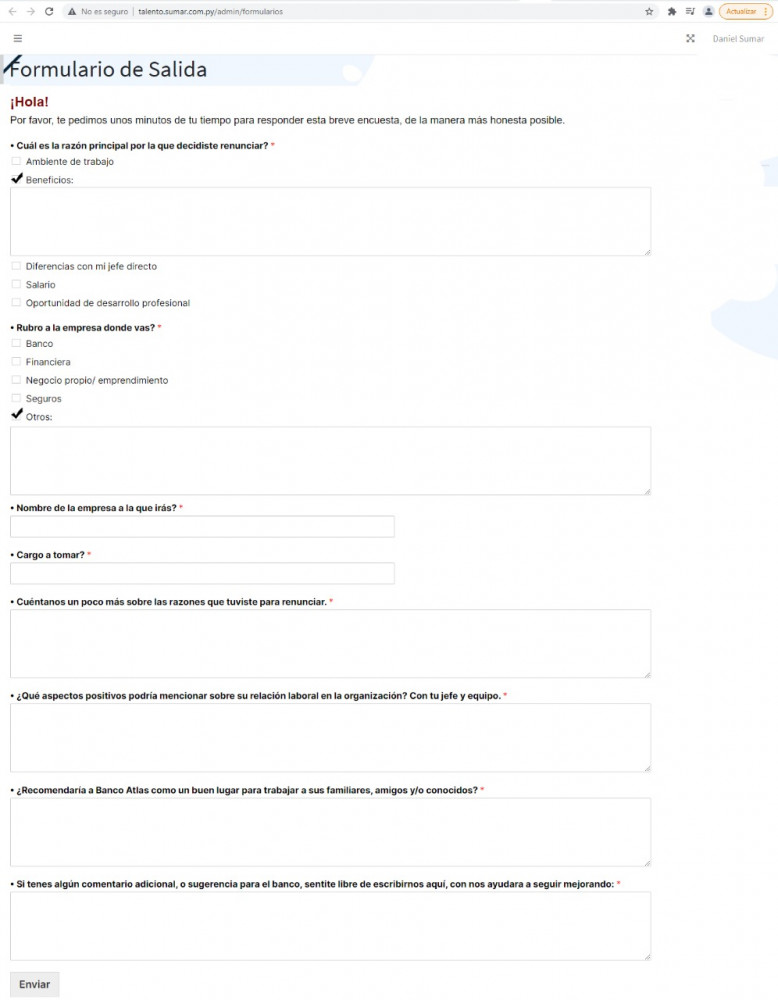 No es seguro | talento.sumar.com.py/admin/formularios
Actualizar
Daniel Sumar
Formulario de Salida
¡Hola!
Por favor, te pedimos unos minutos de tu tiempo para responder esta breve encuesta, de la manera más honesta posible.
• Cuál es la razón principal por la que decidiste renunciar? *
Ambiente de trabajo
Beneficios:
Diferencias con mi jefe directo
Salario
Oportunidad de desarrollo profesional
• Rubro a la empresa donde vas? *
Banco
Financiera
Negocio propio/ emprendimiento
Seguros
Otros:
• Nombre de la empresa a la que irás? *
• Cargo a tomar? *
• Cuéntanos un poco más sobre las razones que tuviste para renunciar. *
• ¿Qué aspectos positivos podría mencionar sobre su relación laboral en la organización? Con tu jefe y equipo. *
• ¿Recomendaría a Banco Atlas como un buen lugar para trabajar a sus familiares, amigos y/o conocidos? *
• Si tenes algún comentario adicional, o sugerencia para el banco, sentite libre de escribirnos aquí, con nos ayudara a seguir mejorando: *
Enviar